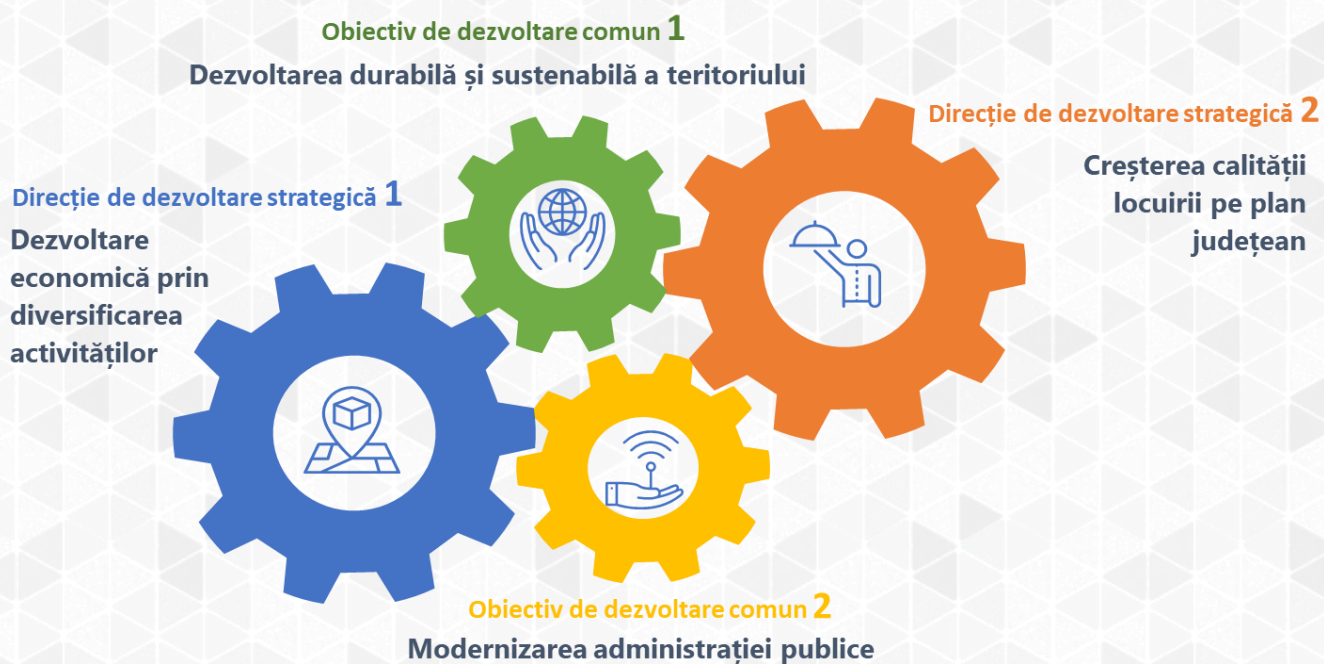 Obiectiv de dezvoltare comun 1
Dezvoltarea durabilă și sustenabilă a teritoriului
Direcție de dezvoltare strategică 2
Creșterea calității
locuirii pe plan
județean
Direcție de dezvoltare strategică 1
Dezvoltare
economică prin
diversificarea
activităților
Obiectiv de dezvoltare comun 2
Modernizarea administrației publice